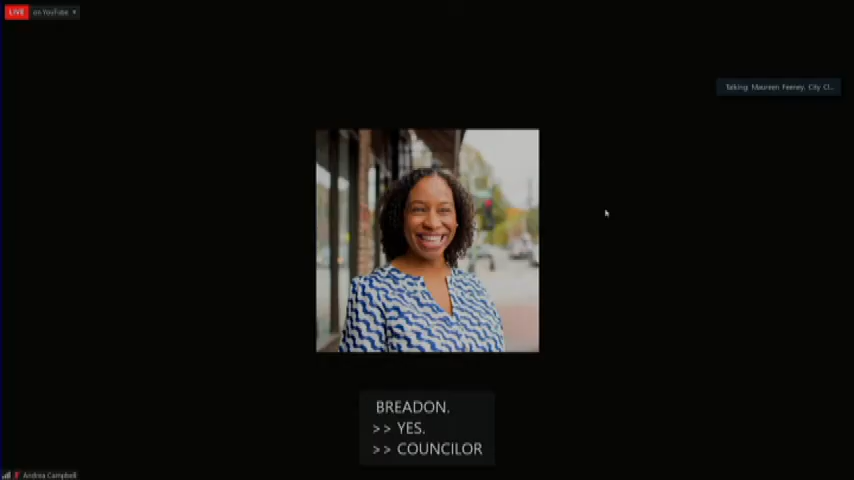 LIVE on YouTube
Talking: Maureen Feeney, City Cl...
BREADON.
>> YES.
>> COUNCILOR
Andrea Campbell